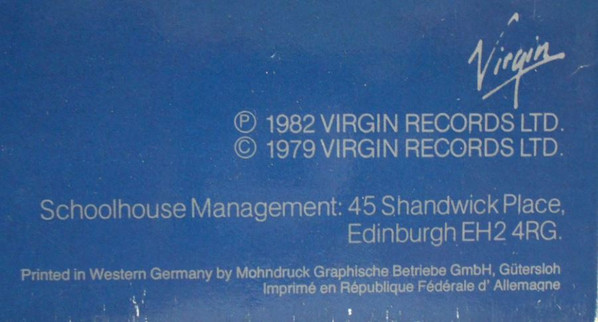 Virgin
℗ 1982 VIRGIN RECORDS LTD.
© 1979 VIRGIN RECORDS LTD.
Schoolhouse Management: 45 Shandwick Place,
Edinburgh EH2 4RG.
Printed in Western Germany by Mohndruck Graphische Betriebe GmbH, Gütersloh
Imprimé en République Fédérale d' Allemagne